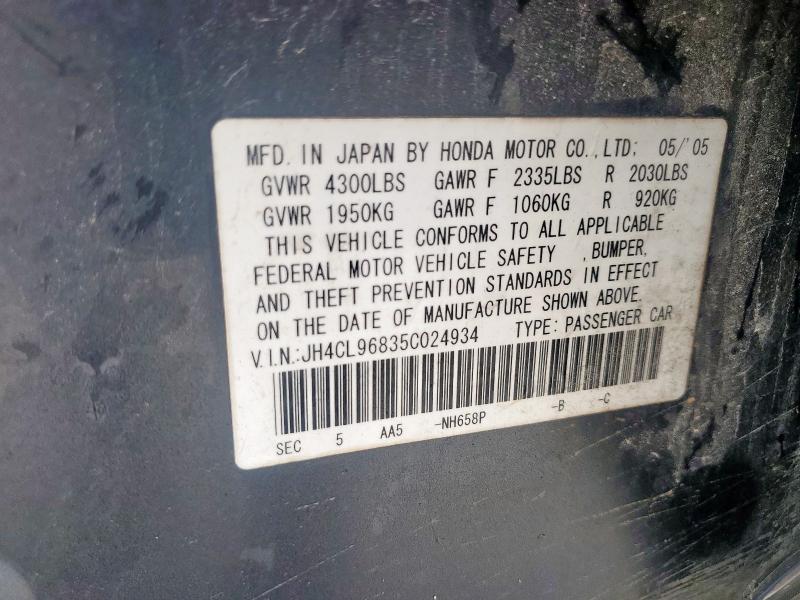 MFD. IN JAPAN BY HONDA MOTOR CO.,LTD; 05/'05
GVWR 4300LBS GAWR F 2335LBS R 2030LBS
GVWR 1950KG GAWR F 1060KG R 920KG
THIS VEHICLE CONFORMS TO ALL APPLICABLE
FEDERAL MOTOR VEHICLE SAFETY , BUMPER,
AND THEFT PREVENTION STANDARDS IN EFFECT
ON THE DATE OF MANUFACTURE SHOWN ABOVE.
V.I.N.:JH4CL96835C024934 TYPE: PASSENGER CAR
SEC 5 AA5 -NH658P -B -C